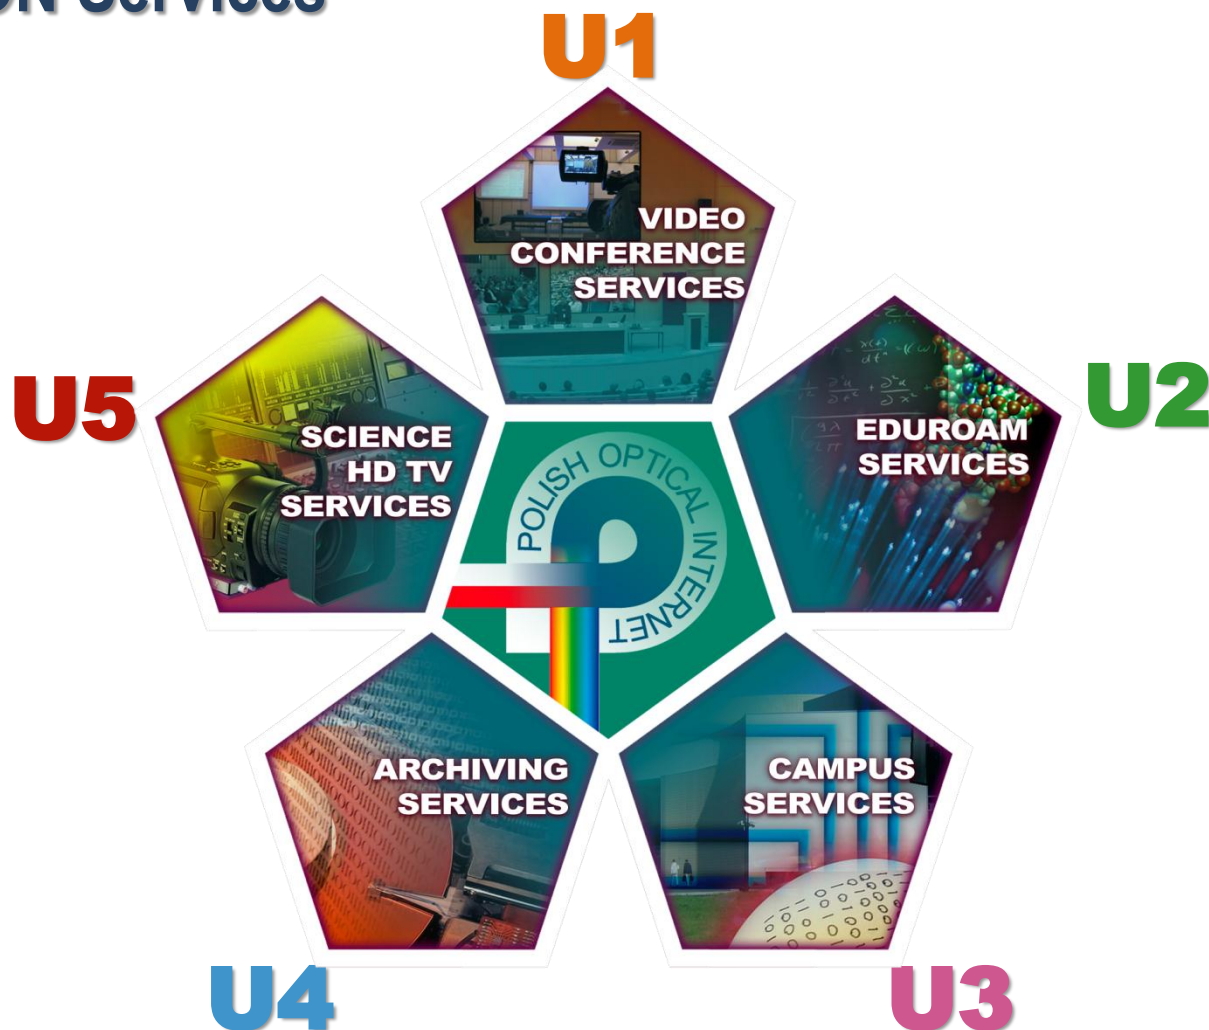 Services
U1
VIDEO
CONFERENCE
SERVICES
U5
SCIENCE
HD TV
SERVICES
U2
EDUROAM
SERVICES
POLISH OPTICAL INTERNET
ARCHIVING
SERVICES
CAMPUS
SERVICES
U4
U3